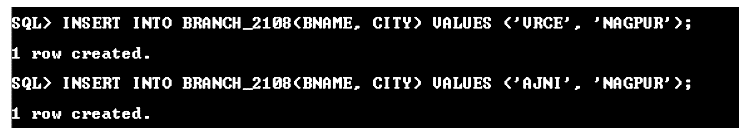 SQL> INSERT INTO BRANCH_2108(BNAME, CITY) VALUES ('VRCE', 'NAGPUR');
1 row created.
SQL> INSERT INTO BRANCH_2108(BNAME, CITY) VALUES ('AJNI', 'NAGPUR');
1 row created.